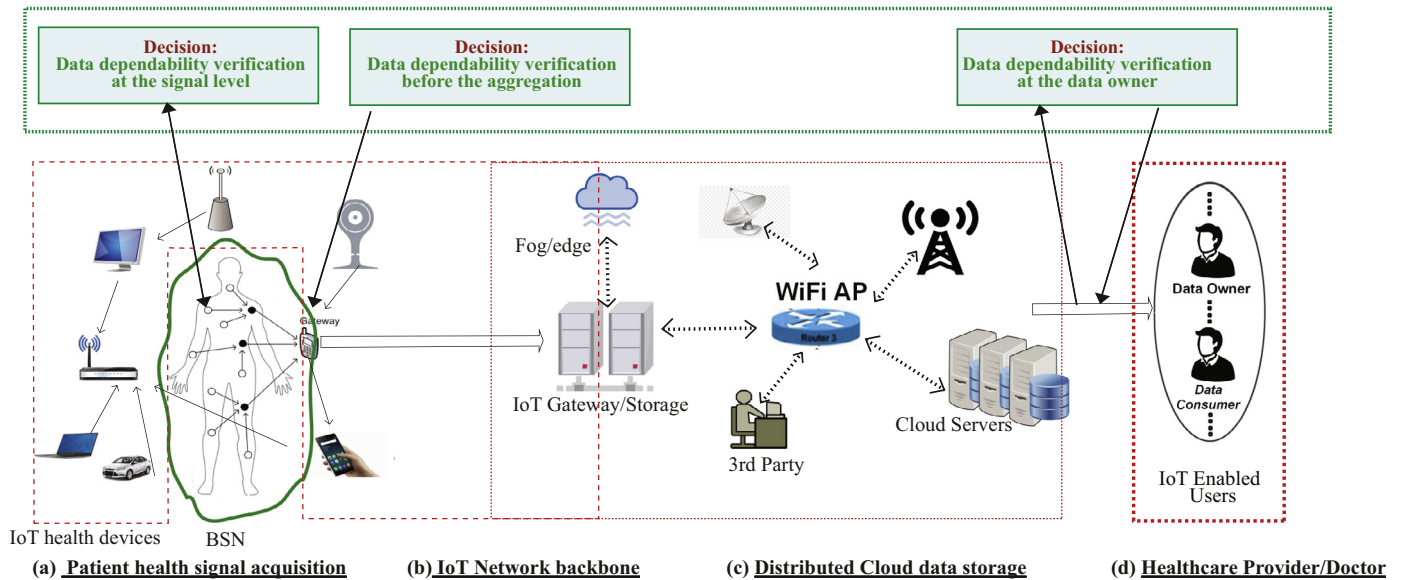 Decision:
Data dependability verification
at the signal level
Decision:
Data dependability verification
before the aggregation
Decision:
Data dependability verification
at the data owner
Fog/edge
WiFi AP
Router 3
Gateway
IoT Gateway/Storage
3rd Party
Cloud Servers
Data Owner
Data
Consumer
IoT Enabled
Users
IoT health devices
BSN
(a) Patient health signal acquisition
(b) IoT Network backbone
(c) Distributed Cloud data storage
(d) Healthcare Provider/Doctor